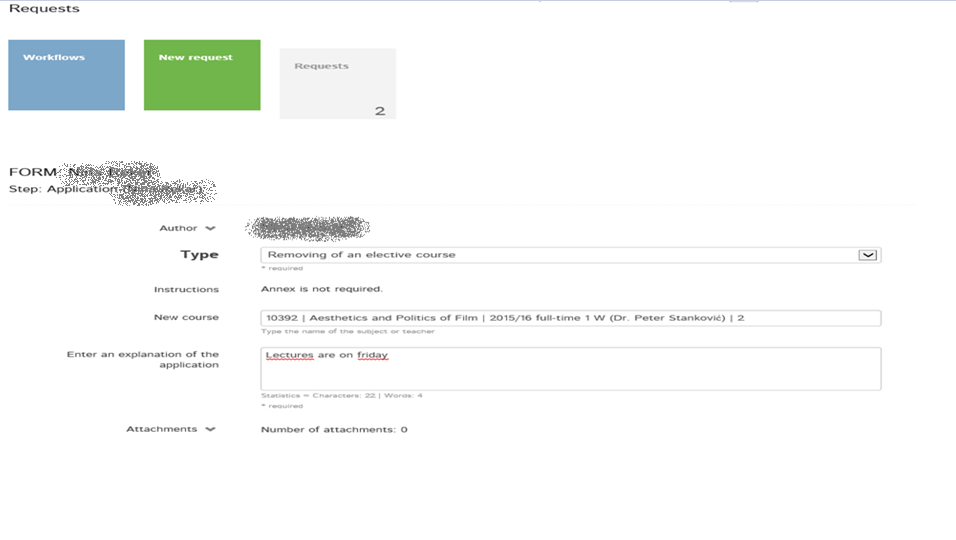 Requests
Workflows
New request
Requests
2
FORM
Step: Application
Author
Type
Removing of an elective course
* required
Instructions
Annex is not required.
New course
10392 | Aesthetics and Politics of Film | 2015/16 full-time 1 W (Dr. Peter Stanković) | 2
Type the name of the subject or teacher
Enter an explanation of the
application
Lectures are on friday
Statistics = Characters: 22 | Words: 4
* required
Attachments
Number of attachments: 0